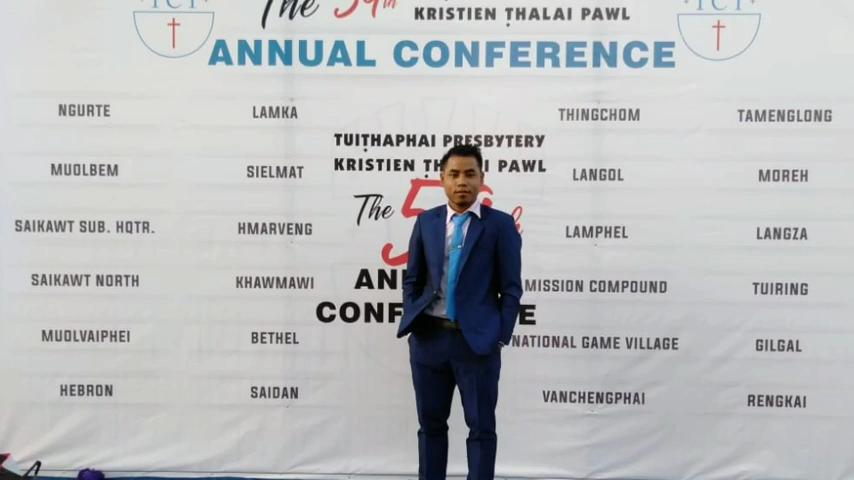 The 59th
KRISTIEN ṬHALAI PAWL
ANNUAL CONFERENCE
NGURTE
MUOLBEM
SAIKAWT SUB. HQTR.
SAIKAWT NORTH
MUOLVAIPHEI
HEBRON
LAMKA
SIELMAT
HMARVENG
KHAWMAWI
BETHEL
SAIDAN
TUIṬHAPHAI PRESBYTERY
KRISTIEN ṬH I PAWL
The 5 h
AN
CONF E
THINGCHOM
LANGOL
LAMPHEL
MISSION COMPOUND
NATIONAL GAME VILLAGE
VANCHENGPHAI
TAMENGLONG
MOREH
LANGZA
TUIRING
GILGAL
RENGKAI